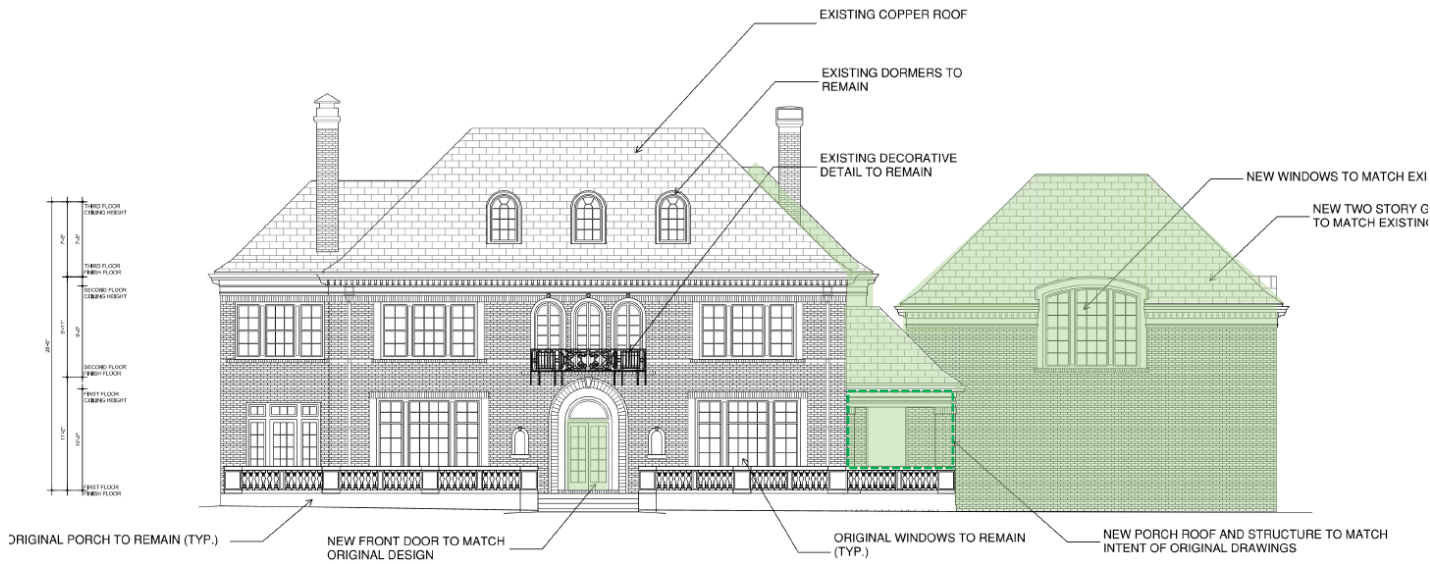 EXISTING COPPER ROOF
EXISTING DORMERS TO
REMAIN
EXISTING DECORATIVE
DETAIL TO REMAIN
NEW WINDOWS TO MATCH EXI
NEW TWO STORY G
TO MATCH EXISTING
THIRD FLOOR
CEILING HEIGHT
THIRD FLOOR
FINISH FLOOR
SECOND FLOOR
CEILING HEIGHT
SECOND FLOOR
FINISH FLOOR
FIRST FLOOR
CEILING HEIGHT
FIRST FLOOR
FINISH FLOOR
ORIGINAL PORCH TO REMAIN (TYP.)
NEW FRONT DOOR TO MATCH
ORIGINAL DESIGN
ORIGINAL WINDOWS TO REMAIN
(TYP.)
NEW PORCH ROOF AND STRUCTURE TO MATCH
INTENT OF ORIGINAL DRAWINGS